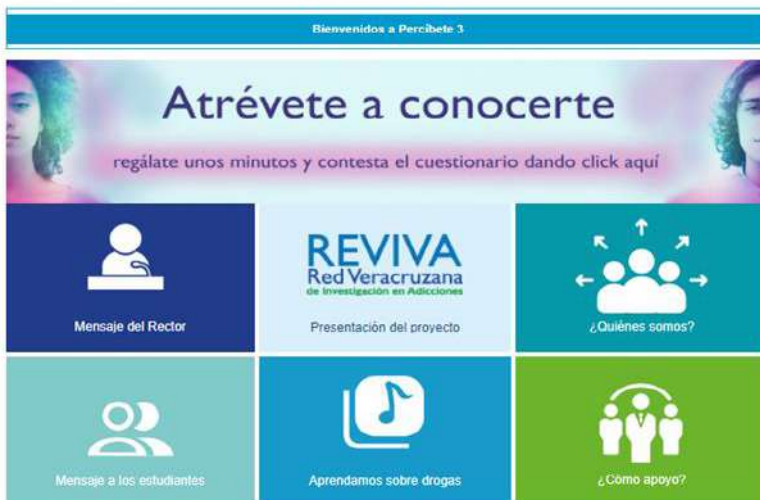 Bienvenidos a Percíbete 3
Atrévete a conocerte
regálate unos minutos y contesta el cuestionario dando click aquí
REVIVA
Red Veracruzana
de Investigación en Adicciones
Mensaje del Rector
Presentación del proyecto
¿Quiénes somos?
Mensaje a los estudiantes
Aprendamos sobre drogas
¿Cómo apoyo?